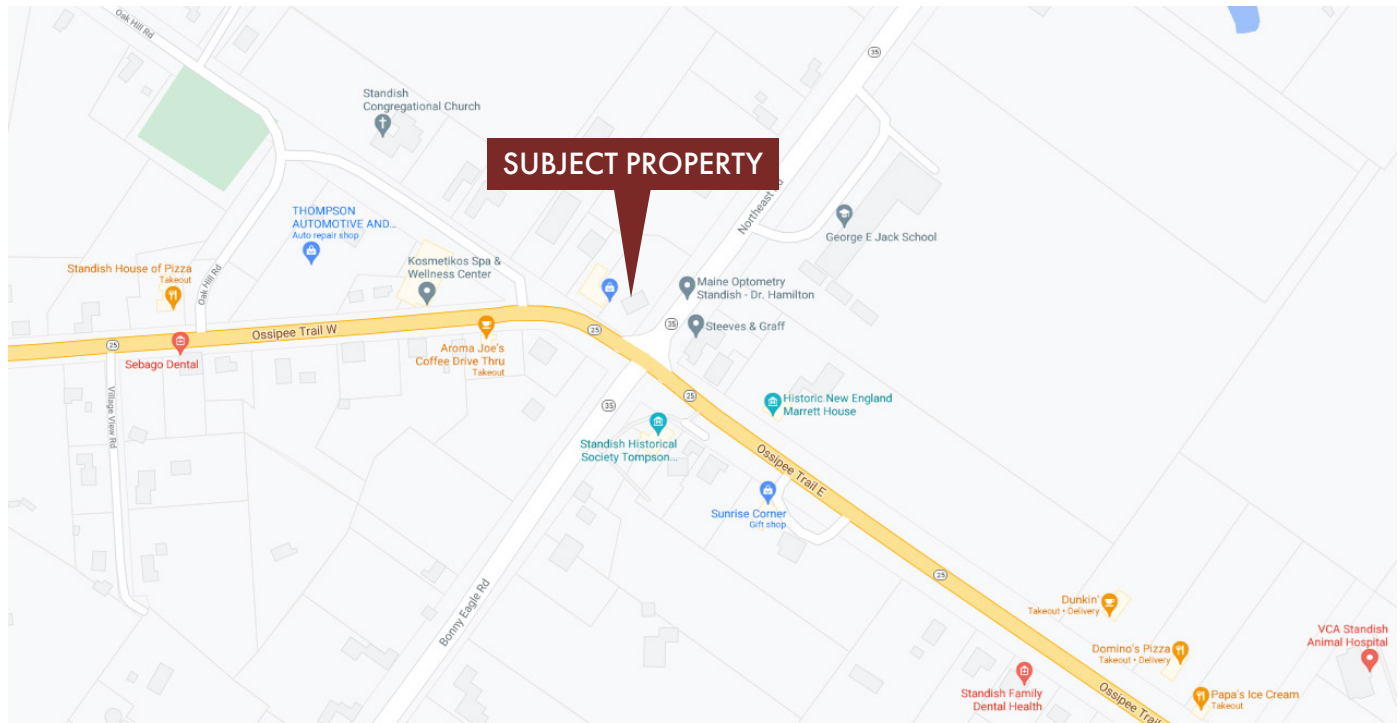 Oak Hill Rd
35
Standish
Congregational Church
SUBJECT PROPERTY
Northeast
THOMPSON
AUTOMOTIVE AND...
Auto repair shop
George E Jack School
Standish House of Pizza
Takeout
Oak Hill Rd
Kosmetikos Spa &
Wellness Center
Maine Optometry
Standish - Dr. Hamilton
35
Steeves & Graff
25
Ossipee Trail W
25
Sebago Dental
Aroma Joe's
Coffee Drive Thru
Takeout
Village View Rd
35
25
Historic New England
Marrett House
Standish Historical
Society Tompson...
Ossipee Trail E
Sunrise Corner
Gift shop
25
Bonny Eagle Rd
Dunkin'
Takeout • Delivery
VCA Standish
Animal Hospital
Domino's Pizza
Takeout • Delivery
Standish Family
Dental Health
Papa's Ice Cream
Takeout
Ossipee Trail